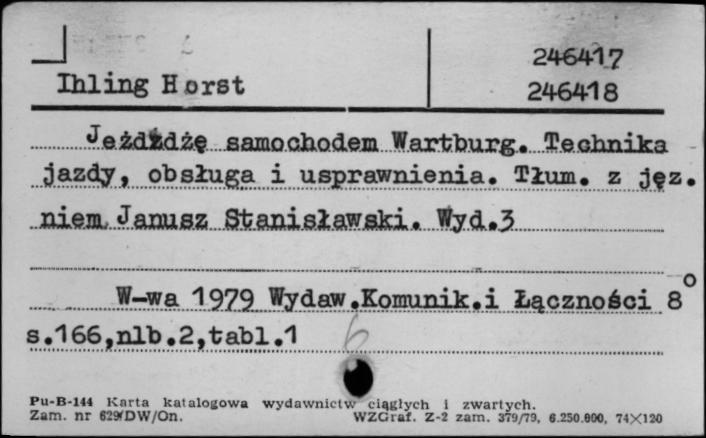 246417
Ihling Horst 246418
Jeżdżdżę samochodem Wartburg. Technika
jazdy, obsługa i usprawnienia. Tłum. z jęz.
niem. Janusz Stanisławski. Wyd.3
W-wa 1979 Wydaw.Komunik.i Łączności 8°
s.166,nlb.2,tabl.1
6
Pu-B-144 Karta katalogowa wydawnictw ciągłych i zwartych.
Zam. nr 629/DW/On. WZGraf. Z-2 zam. 379/79, 6.250.000, 74×120